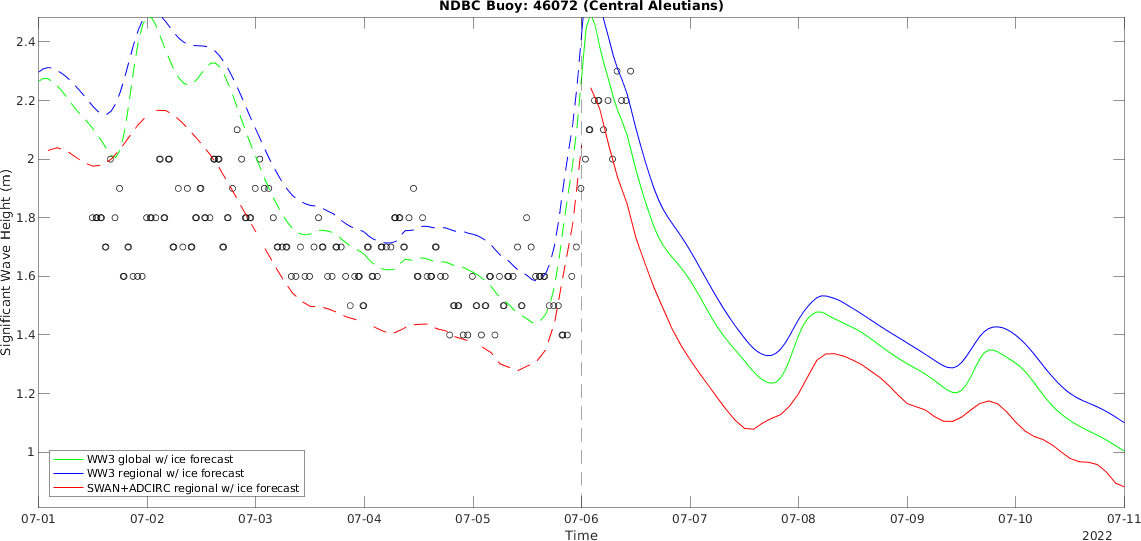 NDBC Buoy: 46072 (Central Aleutians)
Significant Wave Height (m)
2.4
2.2
2
1.8
1.6
1.4
1.2
1
WW3 global w/ ice forecast
WW3 regional w/ ice forecast
SWAN+ADCIRC regional w/ ice forecast
07-01 07-02 07-03 07-04 07-05 07-06 07-07 07-08 07-09 07-10 07-11
Time
2022